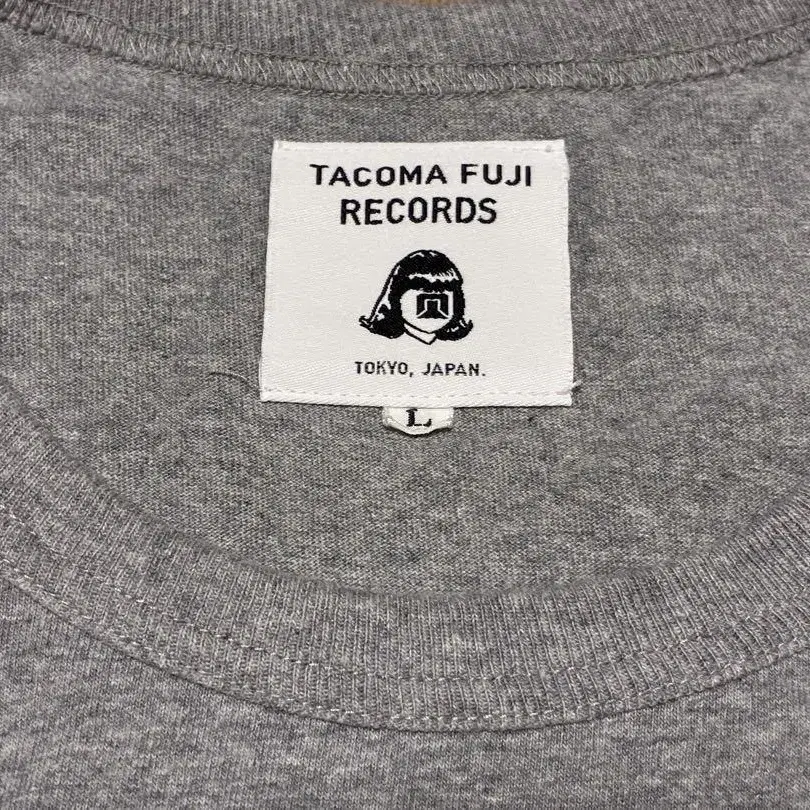 TACOMA FUJI
RECORDS
TOKYO, JAPAN.
L